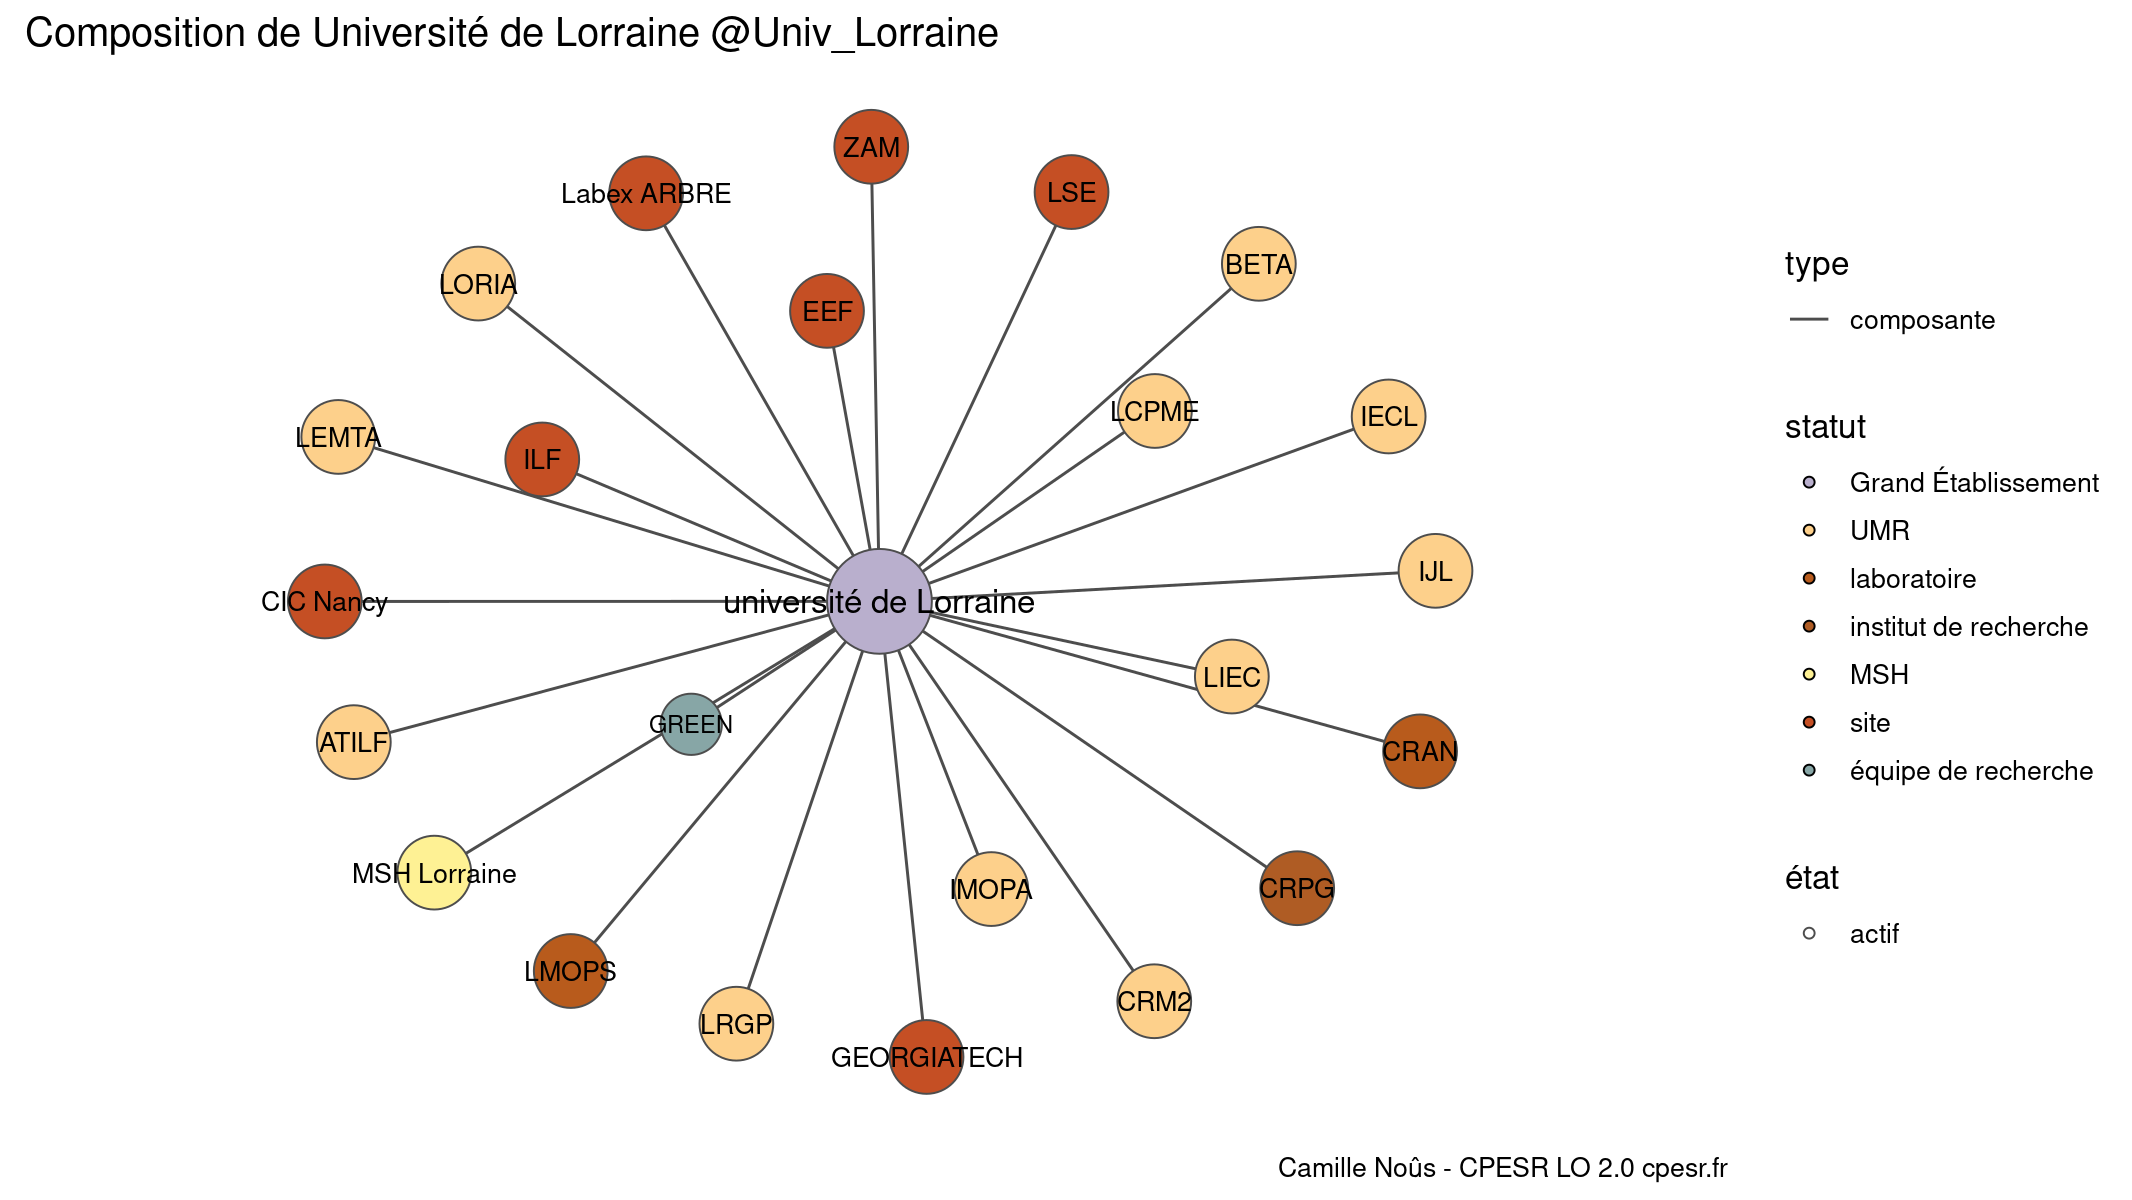 Composition de Université de Lorraine @Univ_Lorraine
ZAM
Labex ARBRE
LSE
BETA
LORIA
EEF
LCPME
IECL
LEMTA
ILF
IJL
CIC Nancy
université de Lorraine
LIEC
ATILF
GREEN
CRAN
MSH Lorraine
IMOPA
CRPG
LMOPS
LRGP
CRM2
GEORGIATECH
type
composante
statut
Grand Établissement
UMR
laboratoire
institut de recherche
MSH
site
équipe de recherche
état
actif
Camille Noûs - CPESR LO 2.0 cpesr.fr